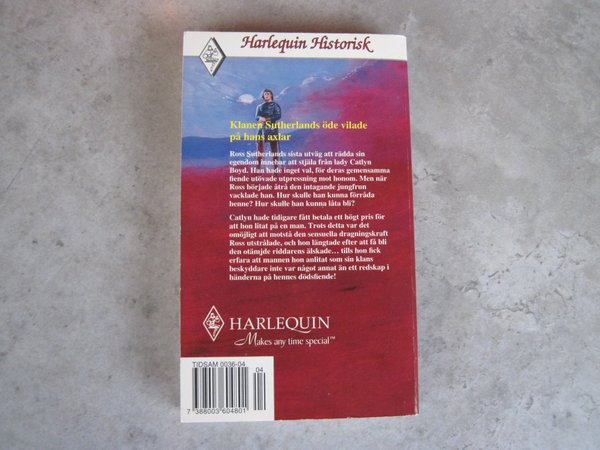 Harlequin Historisk
Klanen Sutherlands öde vilade
på hans axlar
Ross Sutherlands sista utväg att rädda sin
egendom innebar att stjäla från lady Catlyn
Boyd. Han hade inget val, för deras gemensamma
fiende utövade utpressning mot honom. Men när
Ross började åtrå den intagande jungfrun
vacklade han. Hur skulle han kunna förråda
henne? Hur skulle han kunna låta bli?
Catlyn hade tidigare fått betala ett högt pris för
att hon litat på en man. Trots detta var det
omöjligt att motstå den sensuella dragningskraft
Ross utstrålade, och hon längtade efter att få bli
den otämjde riddarens älskade... tills hon fick
erfara att mannen hon anlitat som sin klans
beskyddare inte var något annat än ett redskap i
händerna på hennes dödsfiende!
HARLEQUIN
Makes any time special™
TIDSAM 0036-04
04
7 388003 604801